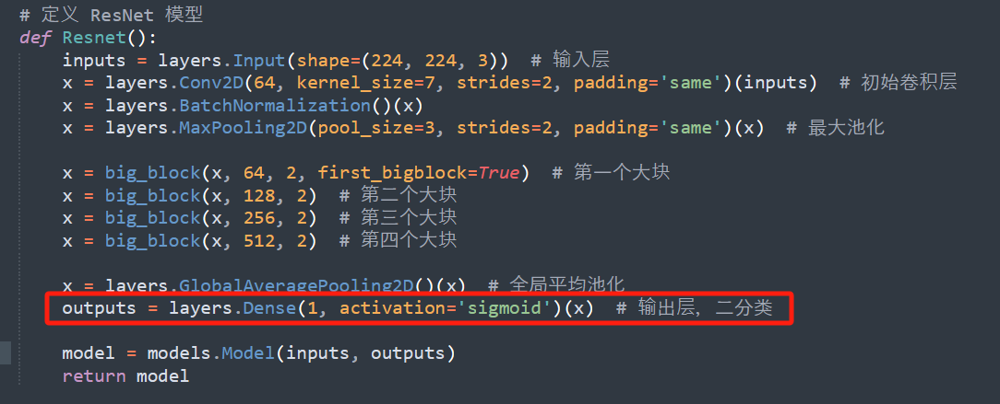 # 定义 ResNet 模型
def Resnet():
inputs = layers.Input(shape=(224, 224, 3))  # 输入层
x = layers.Conv2D(64, kernel_size=7, strides=2, padding='same')(inputs)  # 初始卷积层
x = layers.BatchNormalization()(x)
x = layers.MaxPooling2D(pool_size=3, strides=2, padding='same')(x)  # 最大池化
x = big_block(x, 64, 2, first_bigblock=True)  # 第一个大块
x = big_block(x, 128, 2)  # 第二个大块
x = big_block(x, 256, 2)  # 第三个大块
x = big_block(x, 512, 2)  # 第四个大块
x = layers.GlobalAveragePooling2D()(x)  # 全局平均池化
outputs = layers.Dense(1, activation='sigmoid')(x)  # 输出层，二分类
model = models.Model(inputs, outputs)
return model